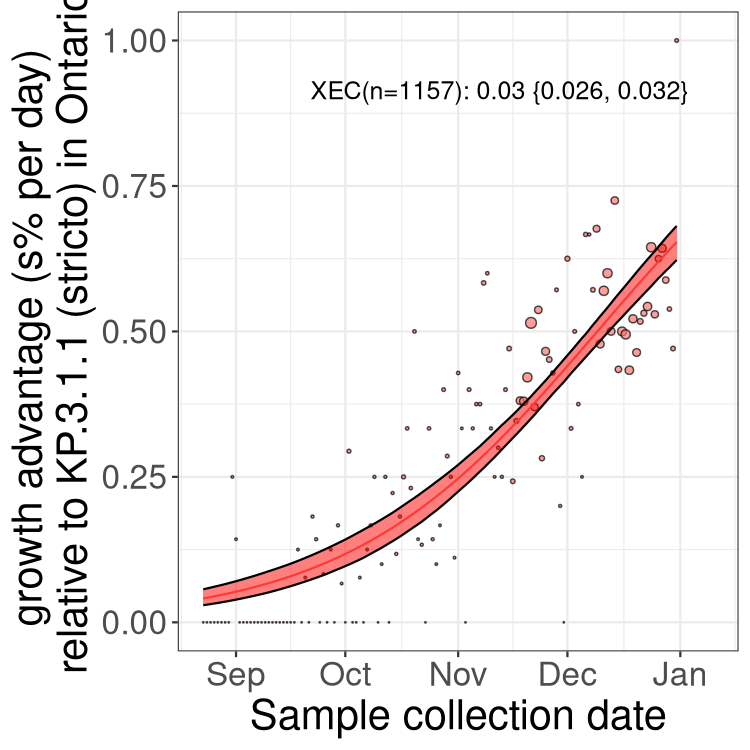 growth advantage (s% per day)
relative to KP.3.1.1 (stricto) in Ontario
1.00
0.75
0.50
0.25
0.00
XEC(n=1157): 0.03 {0.026, 0.032}
Sep Oct Nov Dec Jan
Sample collection date